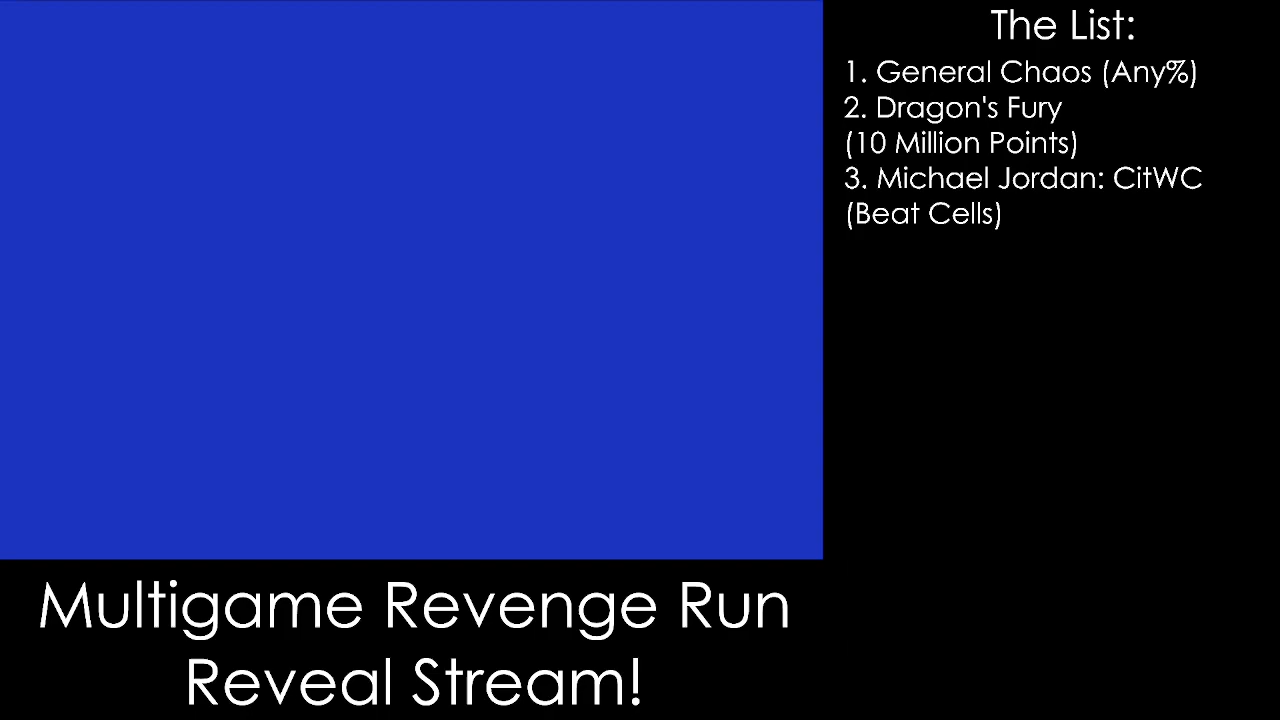 The List:
1. General Chaos (Any%)
2. Dragon's Fury
(10 Million Points)
3. Michael Jordan: CitWC
(Beat Cells)
Multigame Revenge Run
Reveal Stream!